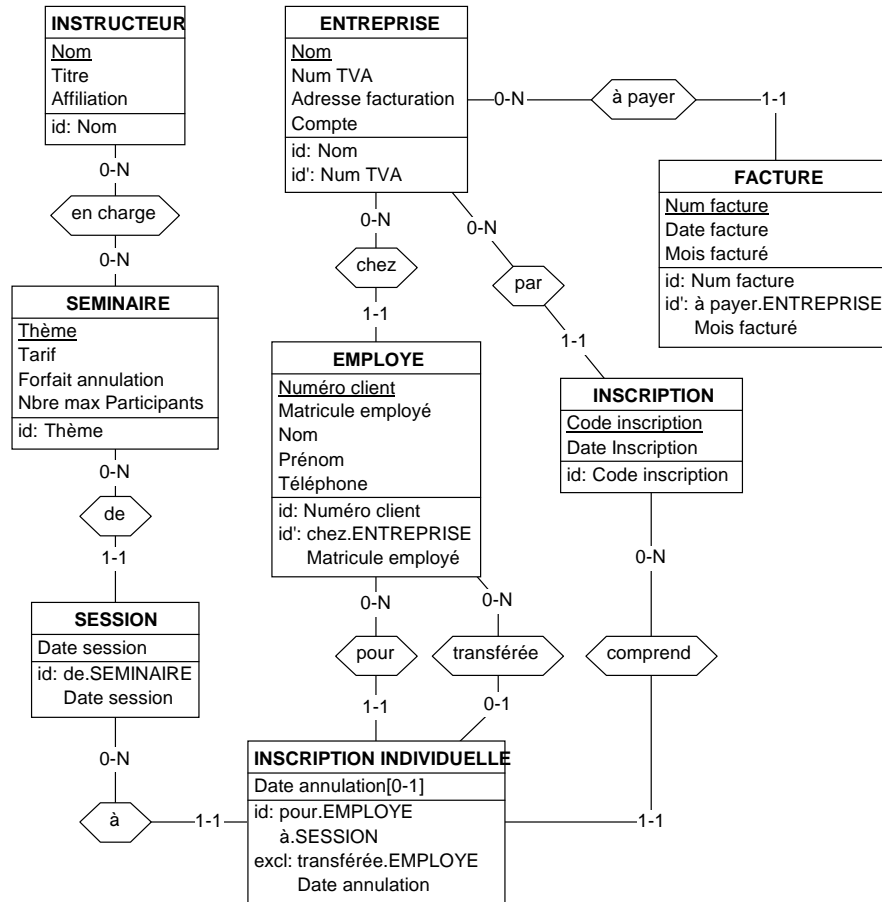 INSTRUCTEUR
Nom
Titre
Affiliation
id: Nom
0-N
en charge
0-N
SEMINAIRE
Thème
Tarif
Forfait annulation
Nbre max Participants
id: Thème
0-N
de
1-1
SESSION
Date session
id: de.SEMINAIRE
Date session
0-N
à
1-1
ENTREPRISE
Nom
Num TVA
Adresse facturation
Compte
id: Nom
id': Num TVA
0-N
à payer
1-1
FACTURE
Num facture
Date facture
Mois facturé
id: Num facture
id': à payer.ENTREPRISE
Mois facturé
0-N
chez
1-1
0-N
par
1-1
EMPLOYE
Numéro client
Matricule employé
Nom
Prénom
Téléphone
id: Numéro client
id': chez.ENTREPRISE
Matricule employé
INSCRIPTION
Code inscription
Date Inscription
id: Code inscription
0-N
pour
1-1
0-N
transférée
0-1
0-N
comprend
1-1
INSCRIPTION INDIVIDUELLE
Date annulation[0-1]
id: pour.EMPLOYE
à.SESSION
excl: transférée.EMPLOYE
Date annulation